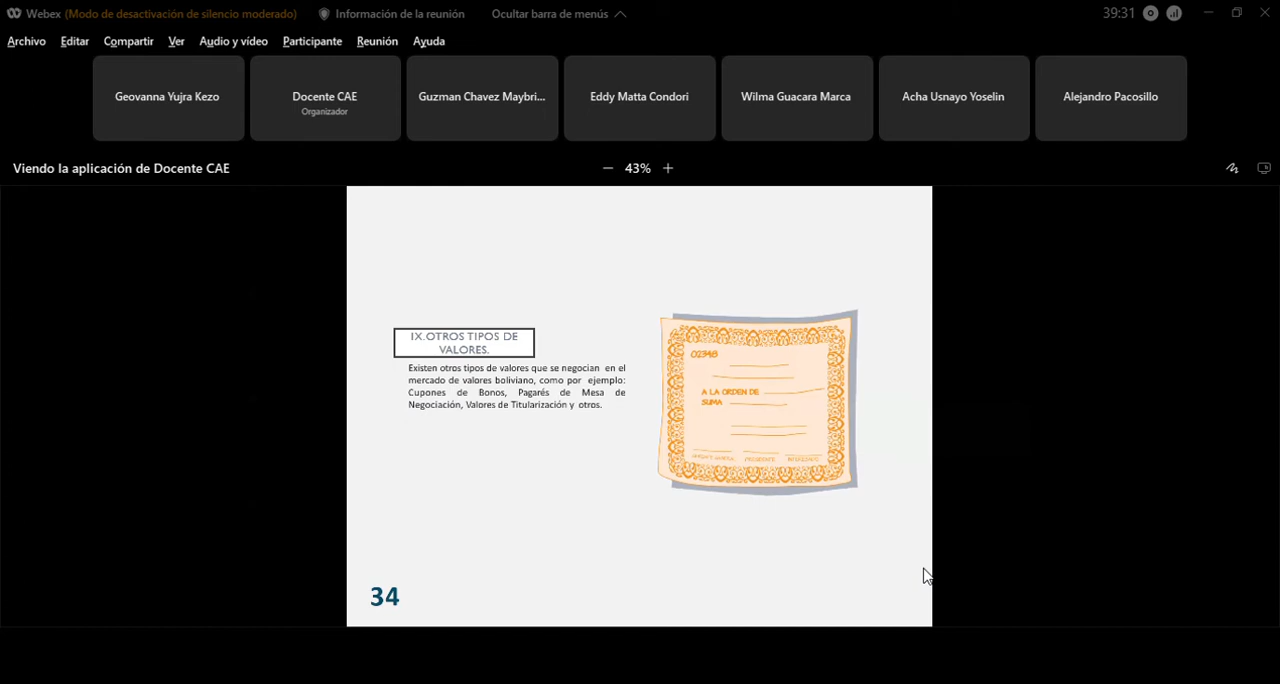 Webex (Modo de desactivación de silencio moderado) Información de la reunión Ocultar barra de menús 39:31
Archivo Editar Compartir Ver Audio y vídeo Participante Reunión Ayuda
Geovanna Yujra Kezo
Docente CAE
Organizador
Guzman Chavez Maybri...
Eddy Matta Condori
Wilma Guacara Marca
Acha Usnayo Yoselin
Alejandro Pacosillo
Viendo la aplicación de Docente CAE 43%
IX.OTROS TIPOS DE
VALORES.
Existen otros tipos de valores que se negocian en el
mercado de valores boliviano, como por ejemplo:
Cupones de Bonos, Pagarés de Mesa de
Negociación, Valores de Titularización y otros.
02348
A LA ORDEN DE
SUMA
PRESIDENTE
34